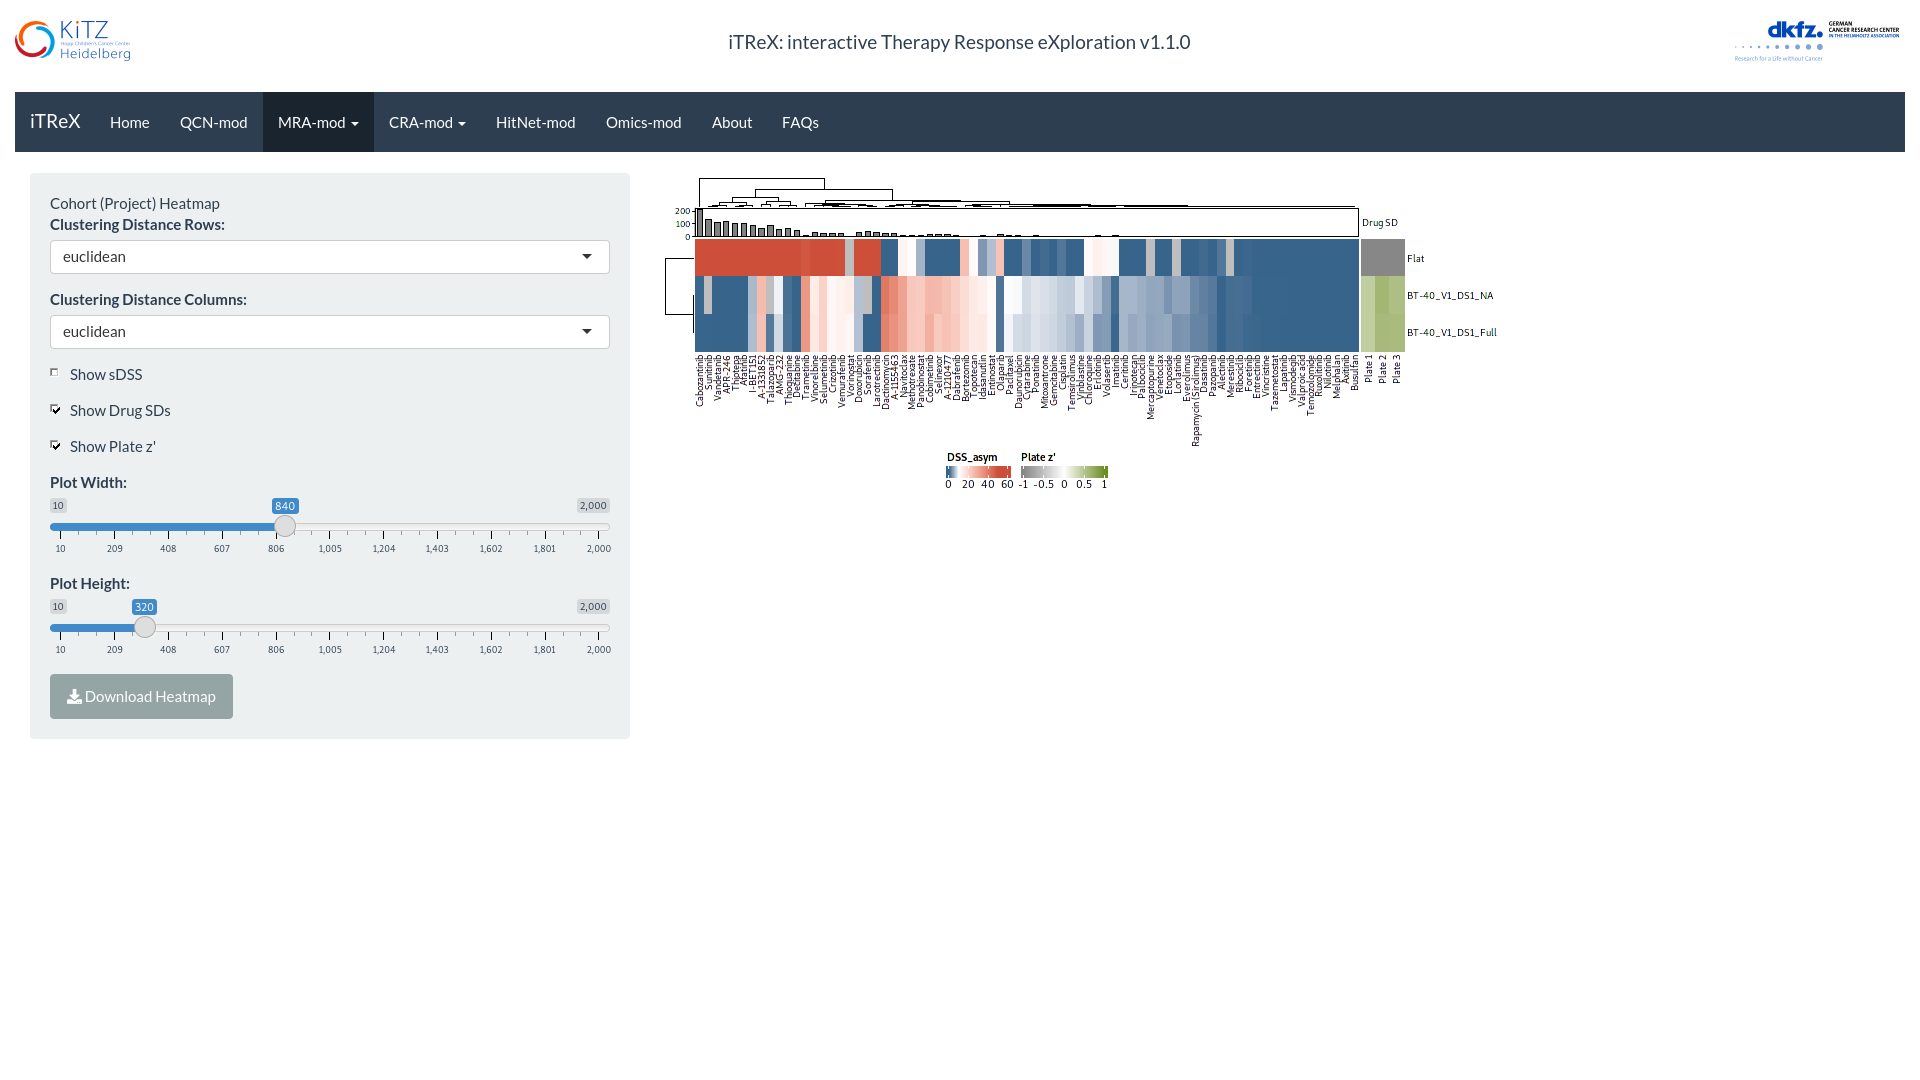 KiTZ
Hopp Children's Cancer Center
Heidelberg
iTReX: interactive Therapy Response eXploration v1.1.0
dkfz.
GERMAN
CANCER RESEARCH CENTER
IN THE HELMHOLTZ ASSOCIATION
Research for a Life without Cancer
iTReX Home QCN-mod MRA-mod CRA-mod HitNet-mod Omics-mod About FAQs
Cohort (Project) Heatmap
Clustering Distance Rows:
euclidean
Clustering Distance Columns:
euclidean
Show sDSS
Show Drug SDs
Show Plate z'
Plot Width:
10 840 2,000
10 209 408 607 806 1,005 1,204 1,403 1,602 1,801 2,000
Plot Height:
10 320 2,000
10 209 408 607 806 1,005 1,204 1,403 1,602 1,801 2,000
Download Heatmap
200
100
0
Drug SD
Flat
BT-40_V1_DS1_NA
BT-40_V1_DS1_Full
Cabozantinib
Sunitinib
Vandetanib
APR-246
Thiotepa
Afatinib
I-BET151
A-1331852
Talazoparib
AMG-232
Thioguanine
Decitabine
Trametinib
Vinorelbine
Selumetinib
Crizotinib
Vemurafenib
Vorinostat
Doxorubicin
Sorafenib
Larotrectinib
Dactinomycin
A-1155463
Navitoclax
Methotrexate
Panobinostat
Cobimetinib
Selinexor
A-1210477
Dabrafenib
Bortezomib
Topotecan
Idasanutlin
Entinostat
Olaparib
Paclitaxel
Daunorubicin
Cytarabine
Ponatinib
Mitoxantrone
Gemcitabine
Cisplatin
Temsirolimus
Vinblastine
Chloroquine
Erlotinib
Volasertib
Imatinib
Ceritinib
Irinotecan
Palbociclib
Mercaptopurine
Venetoclax
Etoposide
Lorlatinib
Everolimus
Rapamycin (Sirolimus)
Dasatinib
Pazopanib
Alectinib
Merestinib
Ribociclib
Foretinib
Entrectinib
Vincristine
Tazemetostat
Lapatinib
Vismodegib
Valproic acid
Temozolomide
Ruxolitinib
Nilotinib
Melphalan
Axitinib
Busulfan
Plate 1
Plate 2
Plate 3
DSS_asym
0 20 40 60
Plate z'
-1 -0.5 0 0.5 1